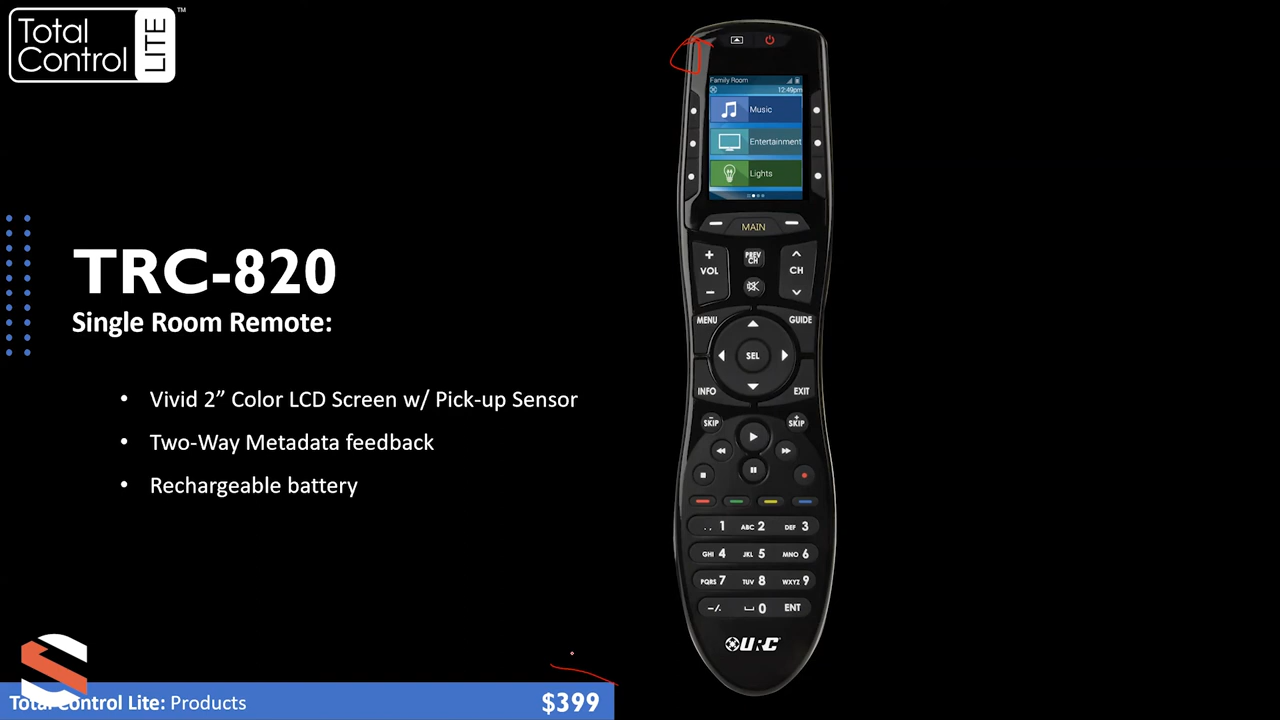 Total
Control
LITE
™
Family Room
12:49pm
Music
Entertainment
Lights
MAIN
VOL
PREV
CH
CH
MENU
GUIDE
SEL
INFO
EXIT
SKIP
SKIP
. , 1 ABC 2 DEF 3
GHI 4 JKL 5 MNO 6
PQRS 7 TUV 8 WXYZ 9
–/. 0 ENT
URC
TRC-820
Single Room Remote:
• Vivid 2” Color LCD Screen w/ Pick-up Sensor
• Two-Way Metadata feedback
• Rechargeable battery
Total Control Lite: Products
$399